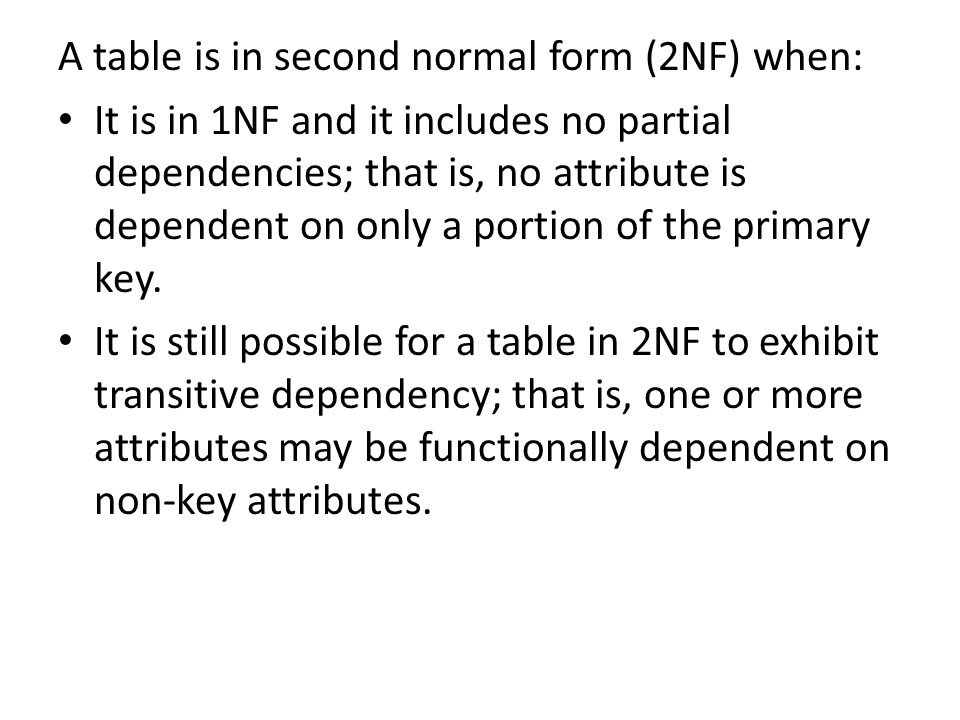 A table is in second normal form (2NF) when:
• It is in 1NF and it includes no partial
dependencies; that is, no attribute is
dependent on only a portion of the primary
key.
• It is still possible for a table in 2NF to exhibit
transitive dependency; that is, one or more
attributes may be functionally dependent on
non-key attributes.